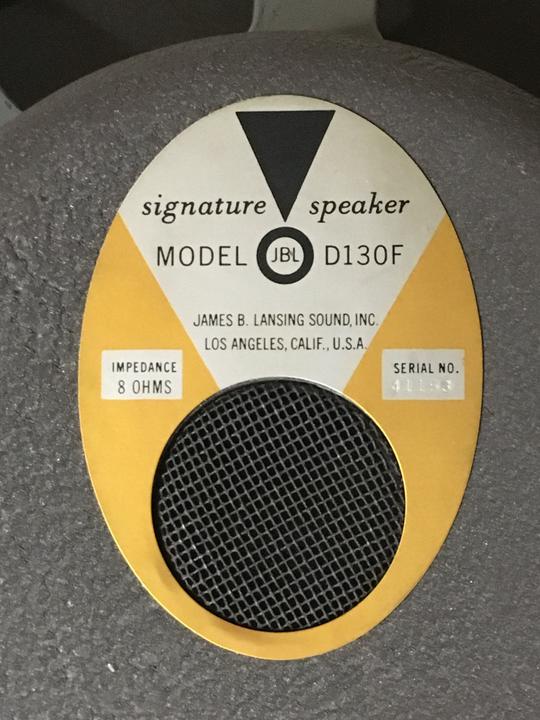 signature speaker
MODEL JBL D130F
JAMES B. LANSING SOUND, INC.
LOS ANGELES, CALIF., U.S.A.
IMPEDANCE
8 OHMS
SERIAL NO.